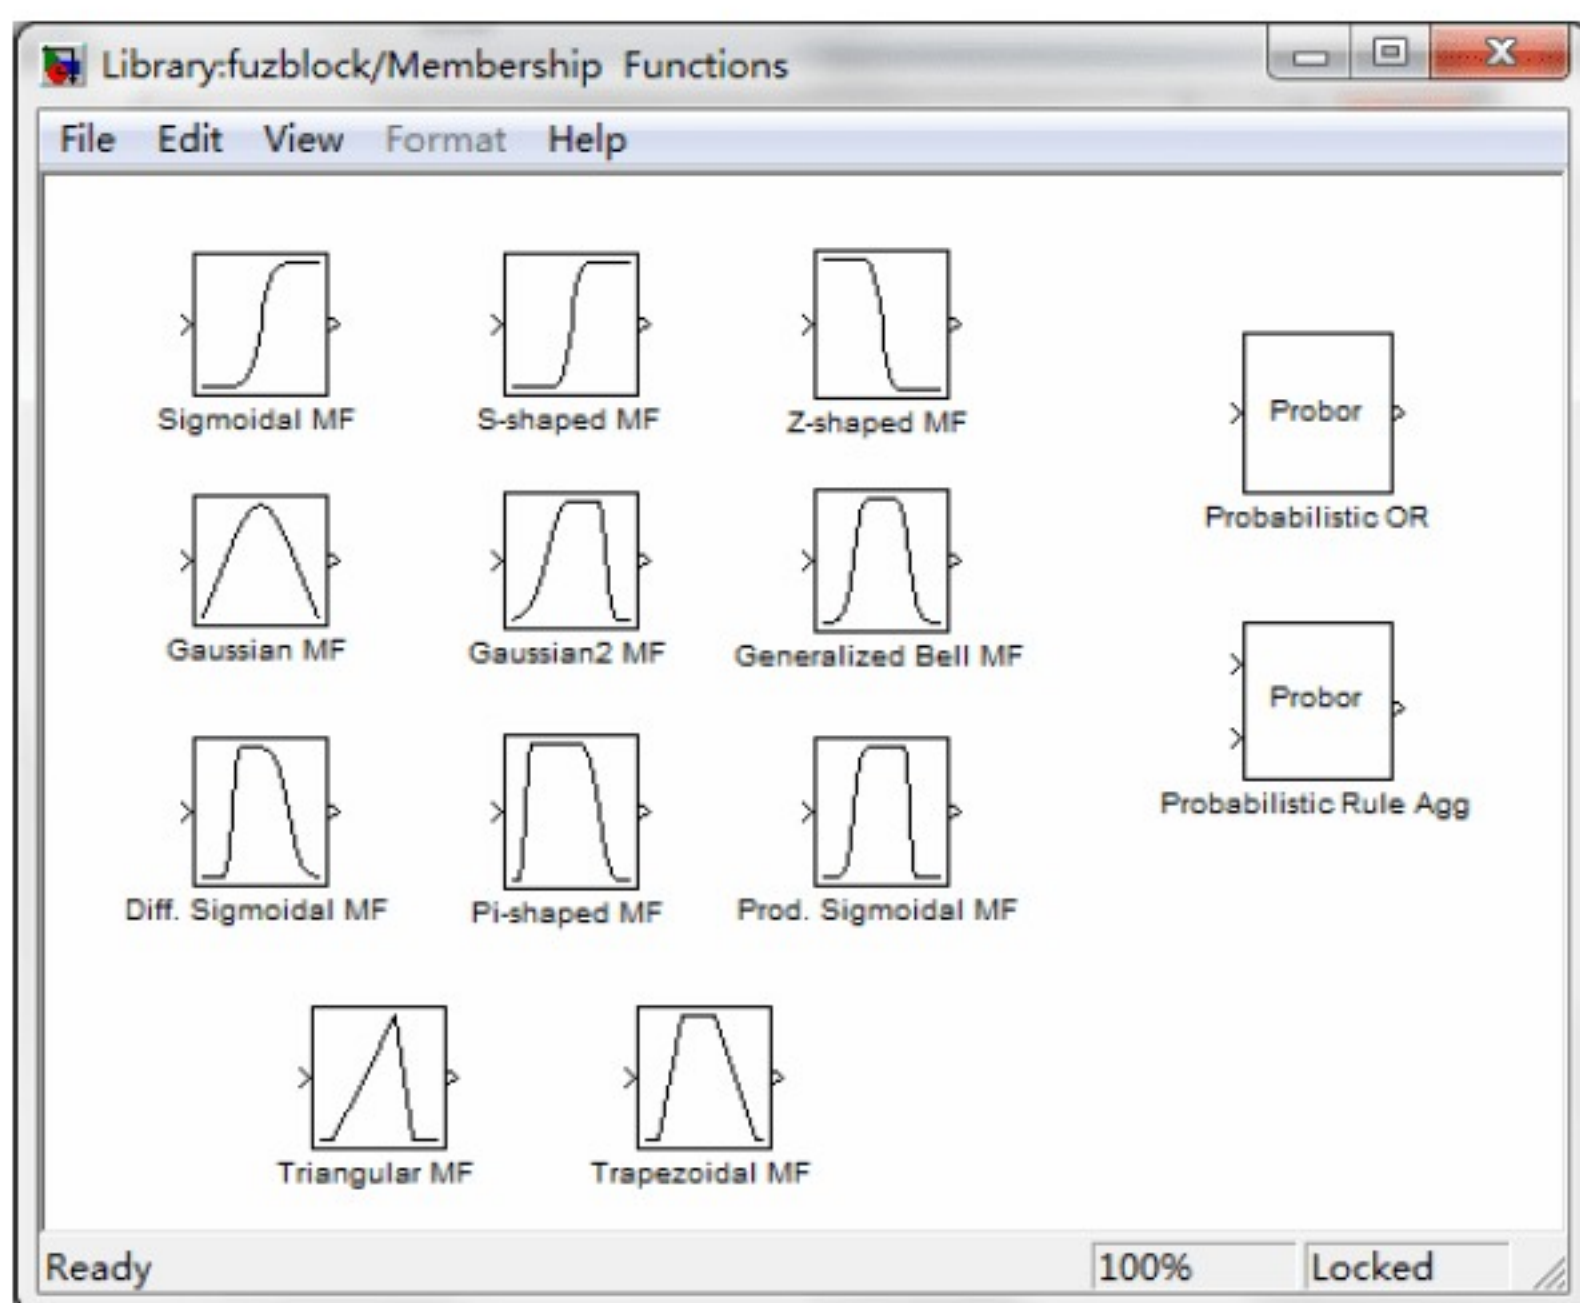 Library:fuzblock/Membership Functions
File Edit View Format Help
Sigmoidal MF
S-shaped MF
Z-shaped MF
Probor
Probabilistic OR
Gaussian MF
Gaussian2 MF
Generalized Bell MF
Probor
Probabilistic Rule Agg
Diff. Sigmoidal MF
Pi-shaped MF
Prod. Sigmoidal MF
Triangular MF
Trapezoidal MF
Ready 100% Locked